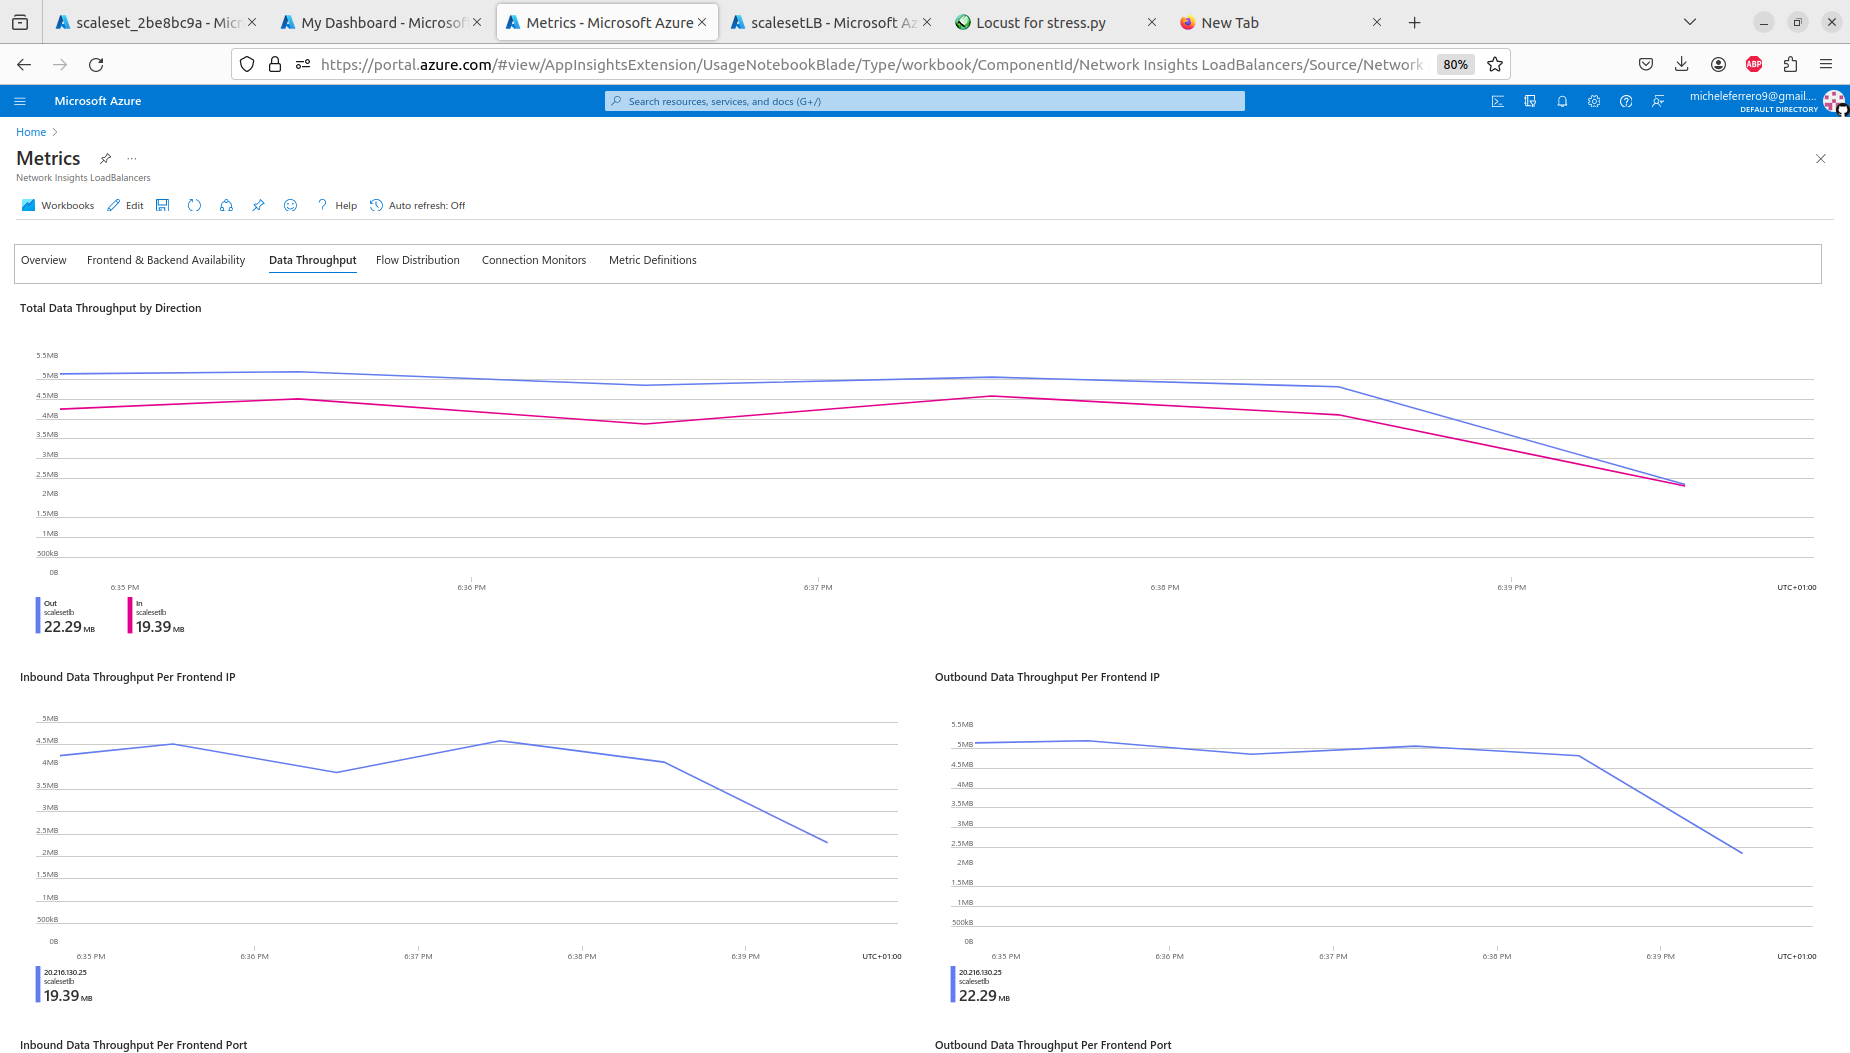 scaleset_2be8bc9a - Micr
My Dashboard - Microsof
Metrics - Microsoft Azure
scalesetLB - Microsoft Az
Locust for stress.py
New Tab
https://portal.azure.com/#view/AppInsightsExtension/UsageNotebookBlade/Type/workbook/ComponentId/Network Insights LoadBalancers/Source/Network
80%
ABP
Microsoft Azure
Search resources, services, and docs (G+/)
micheleferrero9@gmail....
DEFAULT DIRECTORY
Home
Metrics
Network Insights LoadBalancers
Workbooks Edit Help Auto refresh: Off
Overview Frontend & Backend Availability Data Throughput Flow Distribution Connection Monitors Metric Definitions
Total Data Throughput by Direction
5.5MB
5MB
4.5MB
4MB
3.5MB
3MB
2.5MB
2MB
1.5MB
1MB
500kB
0B
6:35 PM 6:36 PM 6:37 PM 6:38 PM 6:39 PM UTC+01:00
Out
scalesetlb
22.29 MB
In
scalesetlb
19.39 MB
Inbound Data Throughput Per Frontend IP
5MB
4.5MB
4MB
3.5MB
3MB
2.5MB
2MB
1.5MB
1MB
500kB
0B
6:35 PM 6:36 PM 6:37 PM 6:38 PM 6:39 PM UTC+01:00
20.216.130.25
scalesetlb
19.39 MB
Outbound Data Throughput Per Frontend IP
5.5MB
5MB
4.5MB
4MB
3.5MB
3MB
2.5MB
2MB
1.5MB
1MB
500kB
0B
6:35 PM 6:36 PM 6:37 PM 6:38 PM 6:39 PM UTC+01:00
20.216.130.25
scalesetlb
22.29 MB
Inbound Data Throughput Per Frontend Port
Outbound Data Throughput Per Frontend Port